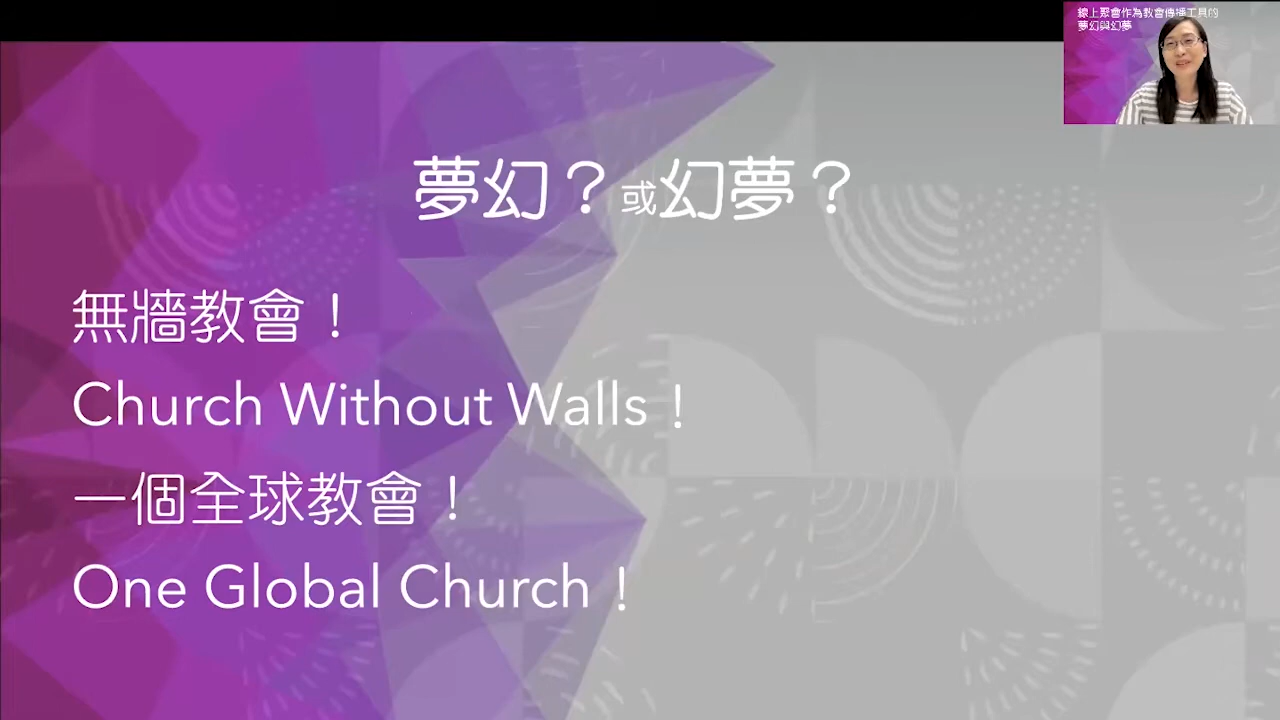 線上聚會作為教會傳播工具的
夢幻與幻夢
夢幻？或幻夢？
無牆教會！
Church Without Walls！
一個全球教會！
One Global Church！